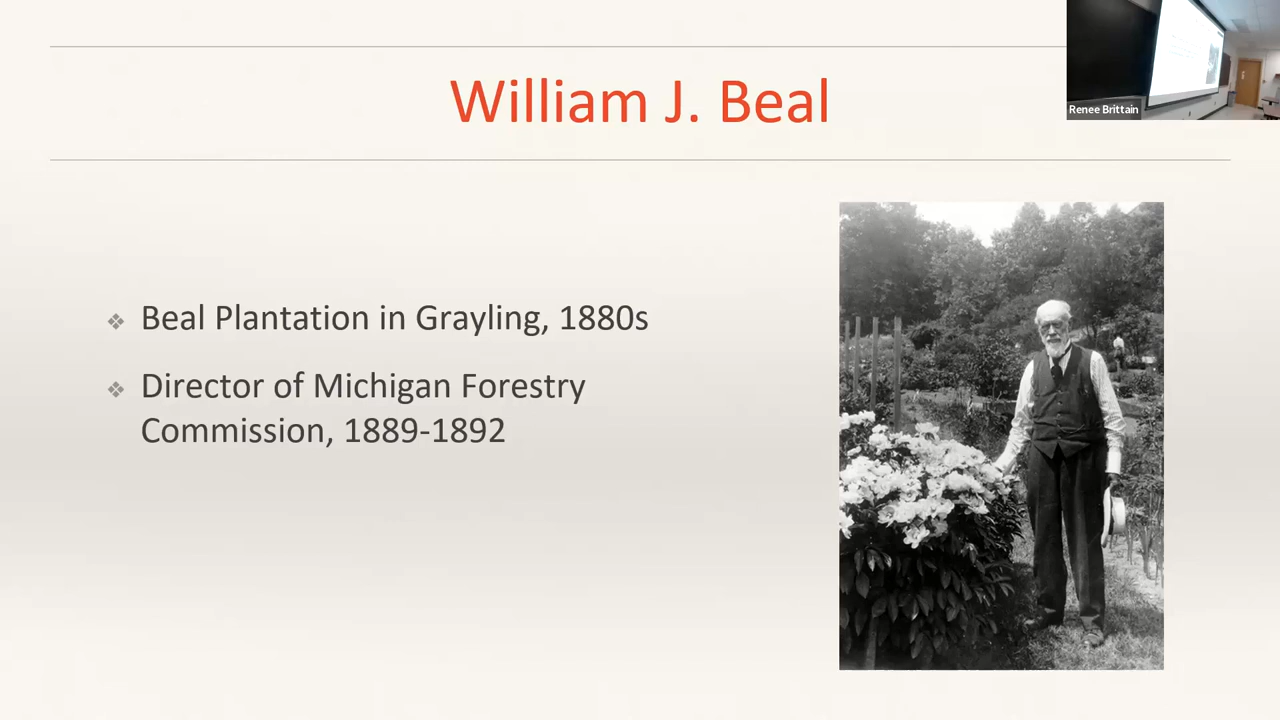 William J. Beal
Renee Brittain
❖ Beal Plantation in Grayling, 1880s
❖ Director of Michigan Forestry
Commission, 1889-1892